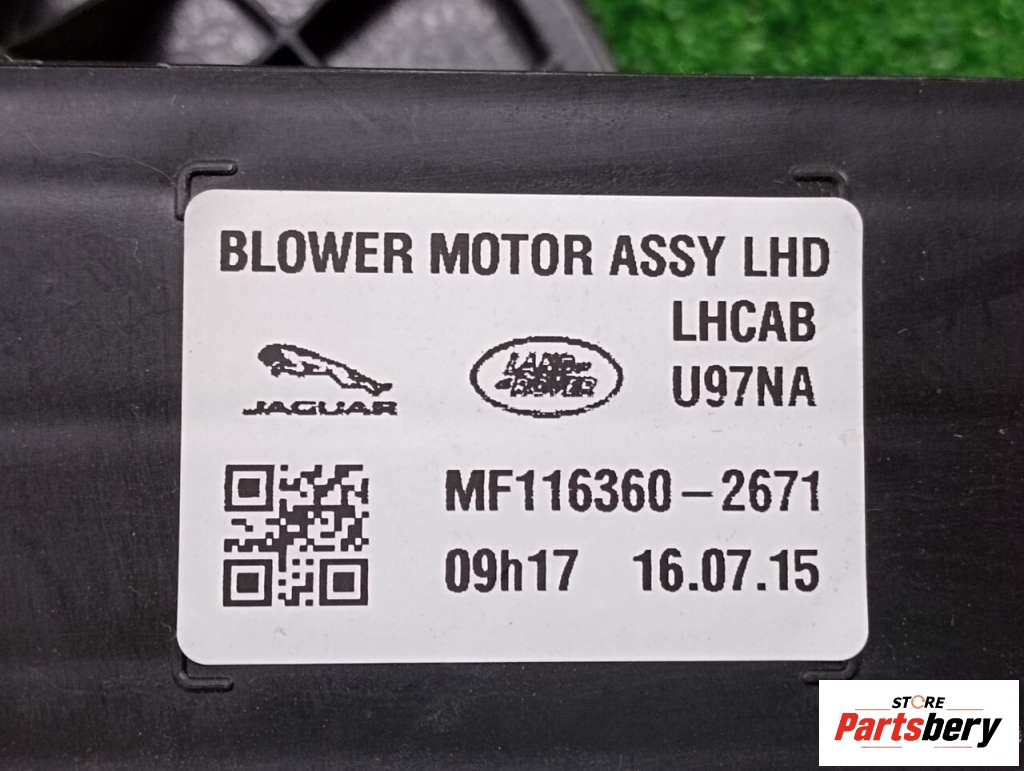 BLOWER MOTOR ASSY LHD
LHCAB
JAGUAR
LAND
ROVER
U97NA
MF116360-2671
09h17 16.07.15
STORE
Partsbery